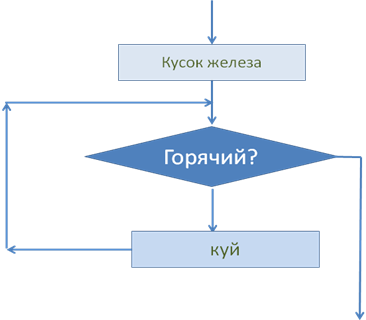 Кусок железа
Горячий?
куй